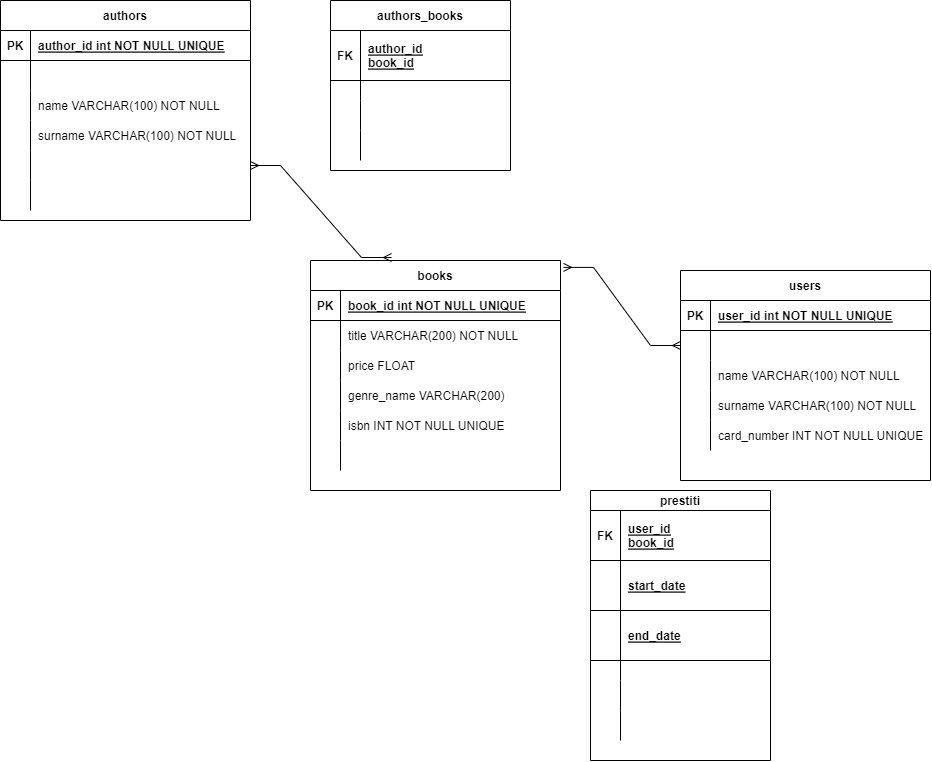 authors
PK author_id int NOT NULL UNIQUE
name VARCHAR(100) NOT NULL
surname VARCHAR(100) NOT NULL
authors_books
FK
author_id
book_id
books
PK book_id int NOT NULL UNIQUE
title VARCHAR(200) NOT NULL
price FLOAT
genre_name VARCHAR(200)
isbn INT NOT NULL UNIQUE
users
PK user_id int NOT NULL UNIQUE
name VARCHAR(100) NOT NULL
surname VARCHAR(100) NOT NULL
card_number INT NOT NULL UNIQUE
prestiti
FK
user_id
book_id
start_date
end_date